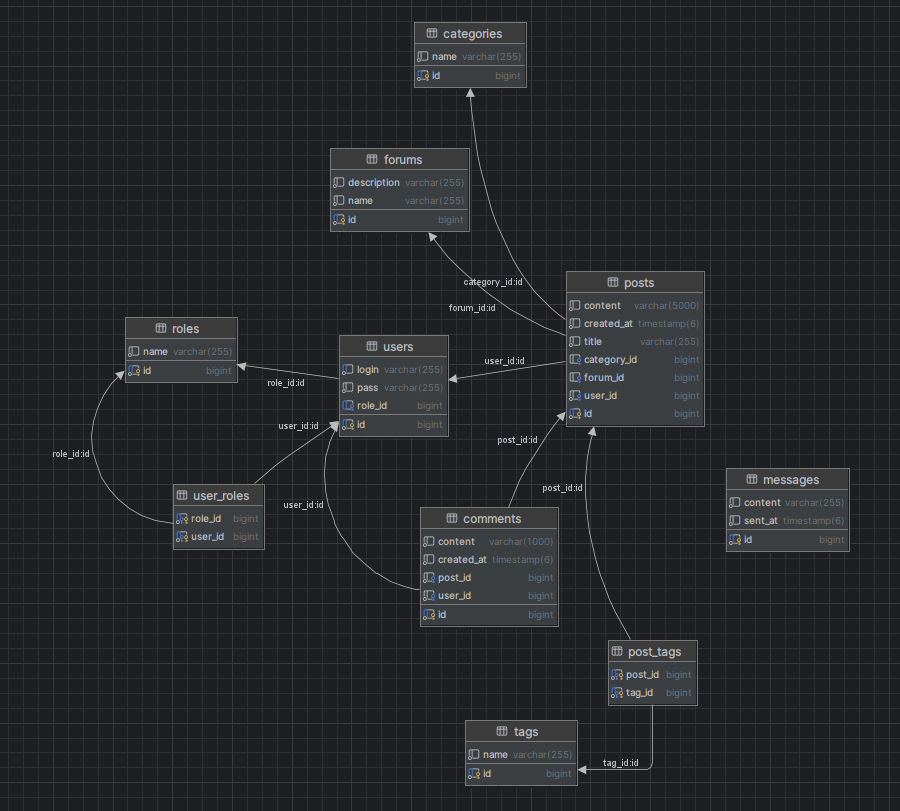 categories
name varchar(255)
id bigint
forums
description varchar(255)
name varchar(255)
id bigint
category_id:id
forum_id:id
posts
content varchar(5000)
created_at timestamp(6)
title varchar(255)
category_id bigint
forum_id bigint
user_id bigint
id bigint
roles
name varchar(255)
id bigint
users
login varchar(255)
pass varchar(255)
role_id bigint
id bigint
user_id:id
role_id:id
user_id:id
role_id:id
post_id:id
user_roles
role_id bigint
user_id bigint
user_id:id
post_id:id
messages
content varchar(255)
sent_at timestamp(6)
id bigint
comments
content varchar(1000)
created_at timestamp(6)
post_id bigint
user_id bigint
id bigint
post_tags
post_id bigint
tag_id bigint
tags
name varchar(255)
id bigint
tag_id:id